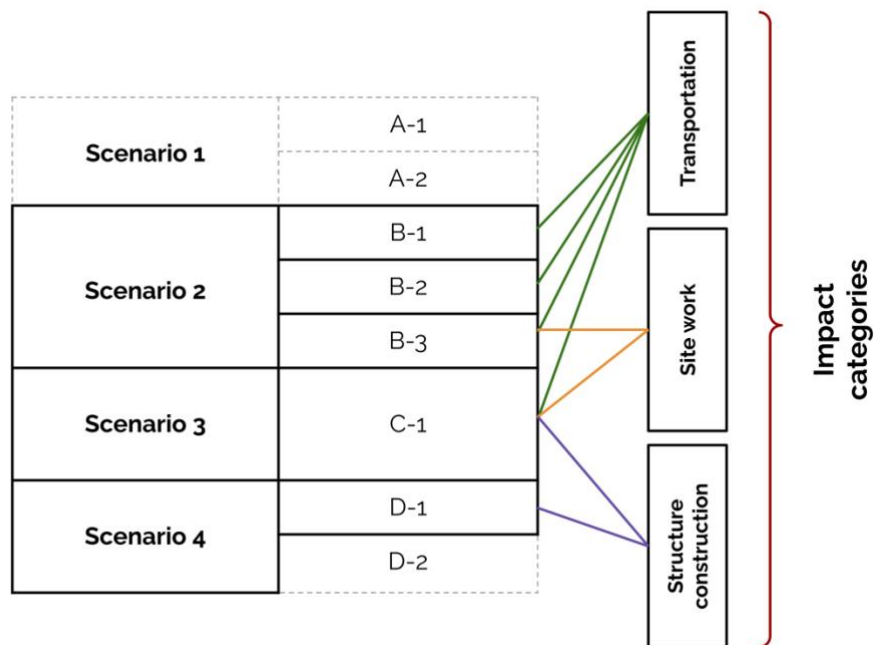 Scenario 1
A-1
A-2
Scenario 2
B-1
B-2
B-3
Scenario 3
C-1
Scenario 4
D-1
D-2
Transportation
Site work
Structure
construction
Impact
categories